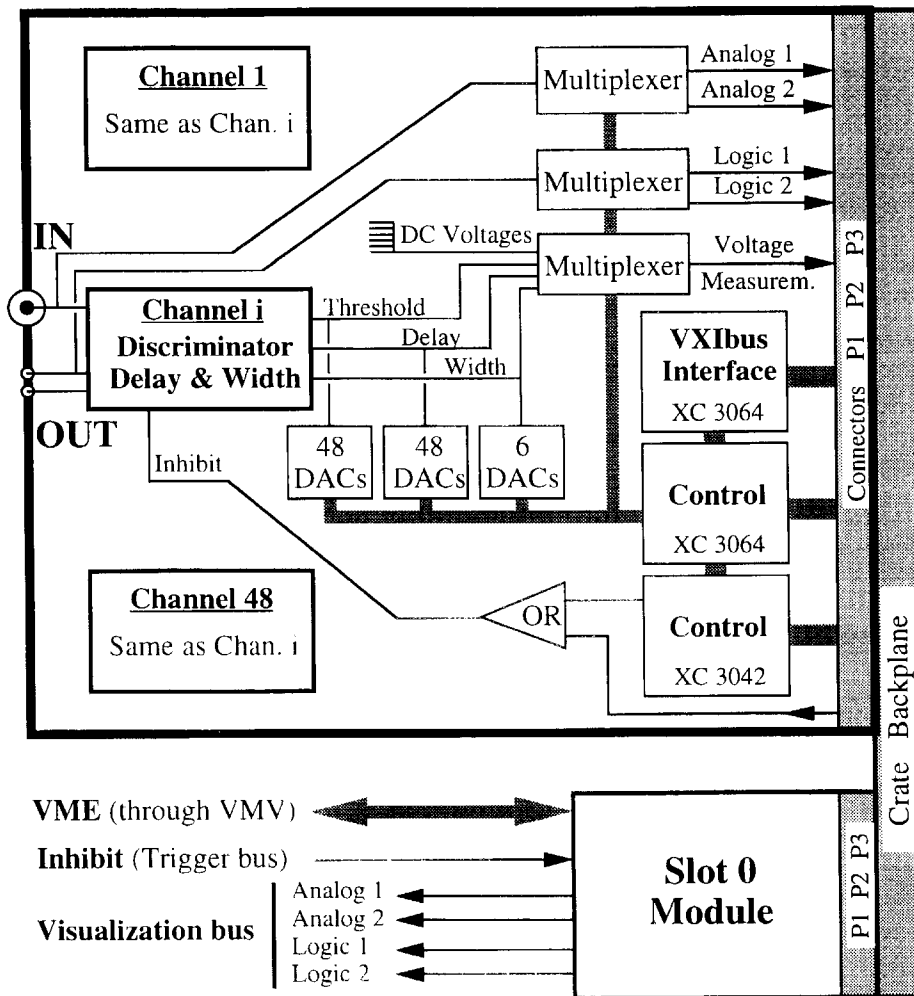 Channel 1
Same as Chan. i
Multiplexer
Analog 1
Analog 2
Multiplexer
Logic 1
Logic 2
DC Voltages
Multiplexer
Voltage
Measurem.
IN
OUT
Channel i
Discriminator
Delay & Width
Threshold
Delay
Width
Inhibit
48
DACs
48
DACs
6
DACs
VXIbus
Interface
XC 3064
Control
XC 3064
Control
XC 3042
OR
Channel 48
Same as Chan. i
Connectors P1 P2 P3
Crate Backplane
VME (through VMV)
Inhibit (Trigger bus)
Visualization bus
Analog 1
Analog 2
Logic 1
Logic 2
Slot 0
Module
P1 P2 P3